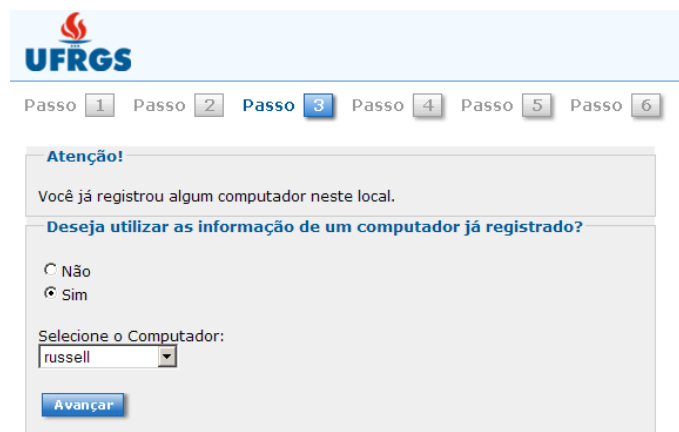 UFRGS
Passo 1 Passo 2 Passo 3 Passo 4 Passo 5 Passo 6
Atenção!
Você já registrou algum computador neste local.
Deseja utilizar as informação de um computador já registrado?
Não
Sim
Selecione o Computador:
russell
Avançar